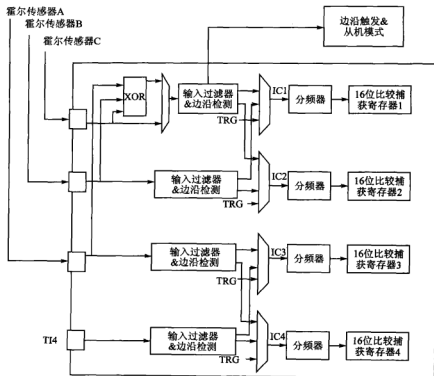 霍尔传感器A
霍尔传感器B
霍尔传感器C
边沿触发&
从机模式
XOR
输入过滤器
&边沿检测
TRG
IC1
分频器
16位比较捕
获寄存器1
输入过滤器
&边沿检测
TRG
IC2
分频器
16位比较捕
获寄存器2
输入过滤器
&边沿检测
TRG
IC3
分频器
16位比较捕
获寄存器3
TI4
输入过滤器
&边沿检测
TRG
IC4
分频器
16位比较捕
获寄存器4